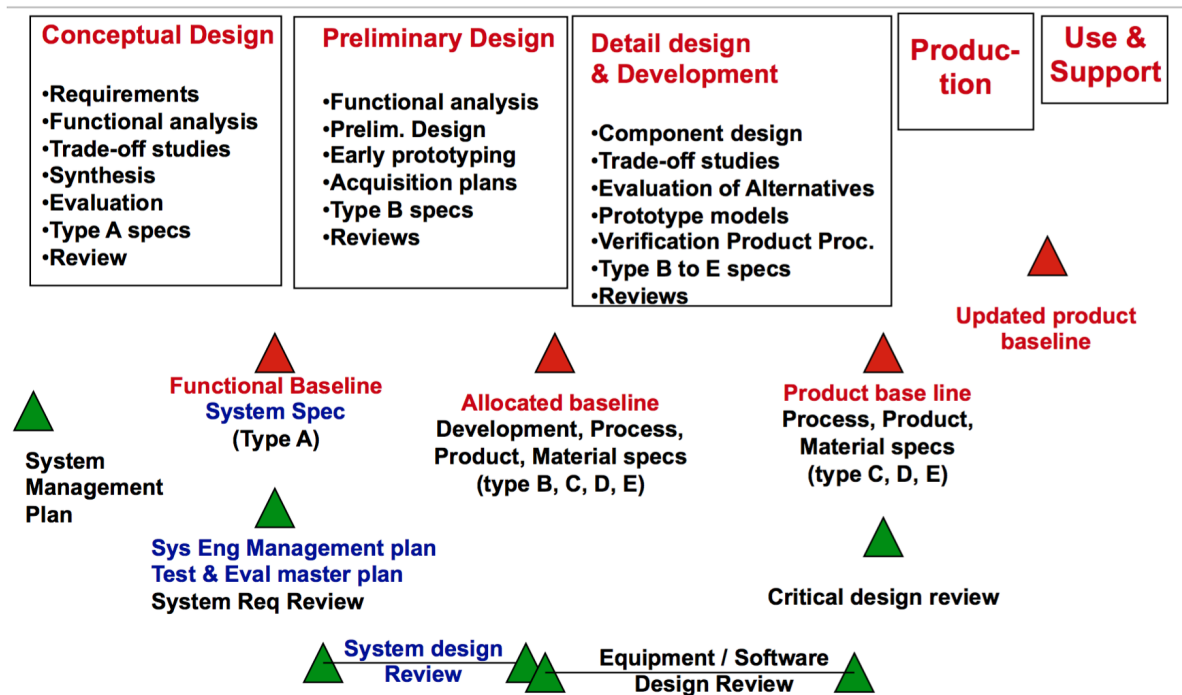 Conceptual Design
•Requirements
•Functional analysis
•Trade-off studies
•Synthesis
•Evaluation
•Type A specs
•Review
Preliminary Design
•Functional analysis
•Prelim. Design
•Early prototyping
•Acquisition plans
•Type B specs
•Reviews
Detail design
& Development
•Component design
•Trade-off studies
•Evaluation of Alternatives
•Prototype models
•Verification Product Proc.
•Type B to E specs
•Reviews
Produc-
tion
Use &
Support
Updated product
baseline
Functional Baseline
System Spec
(Type A)
Allocated baseline
Development, Process,
Product, Material specs
(type B, C, D, E)
Product base line
Process, Product,
Material specs
(type C, D, E)
System
Management
Plan
Sys Eng Management plan
Test & Eval master plan
System Req Review
Critical design review
System design
Review
Equipment / Software
Design Review